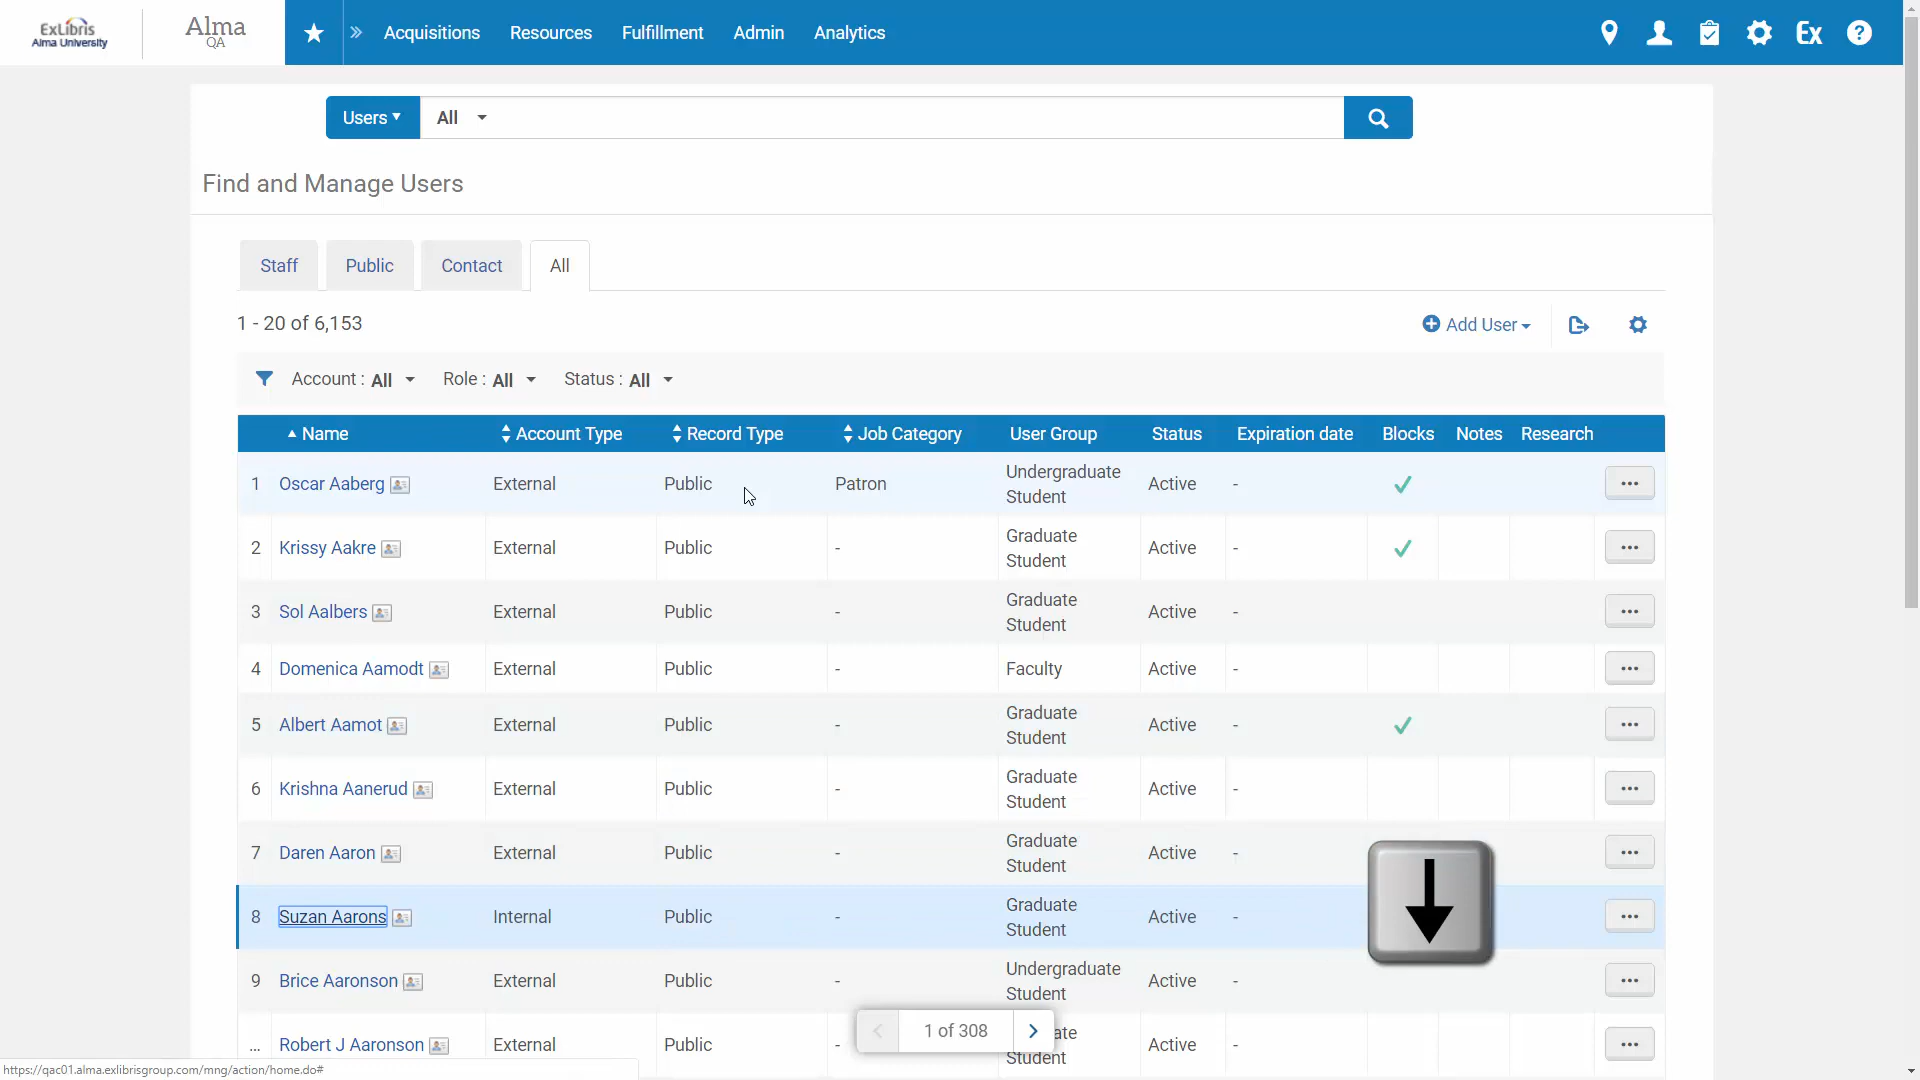 ExLibris
Alma University
Alma
QA
Acquisitions
Resources
Fulfillment
Admin
Analytics
Ex
?
Users
All
Find and Manage Users
Staff
Public
Contact
All
1 - 20 of 6,153
Add User
Account : All
Role : All
Status : All
Name Account Type Record Type Job Category User Group Status Expiration date Blocks Notes Research
1 Oscar Aaberg External Public Patron Undergraduate Student Active -
2 Krissy Aakre External Public - Graduate Student Active -
3 Sol Aalbers External Public - Graduate Student Active -
4 Domenica Aamodt External Public - Faculty Active -
5 Albert Aamot External Public - Graduate Student Active -
6 Krishna Aanerud External Public - Graduate Student Active -
7 Daren Aaron External Public - Graduate Student Active -
8 Suzan Aarons Internal Public - Graduate Student Active -
9 Brice Aaronson External Public - Undergraduate Student Active -
... Robert J Aaronson External Public - ate Student Active -
1 of 308
https://qac01.alma.exlibrisgroup.com/mng/action/home.do#